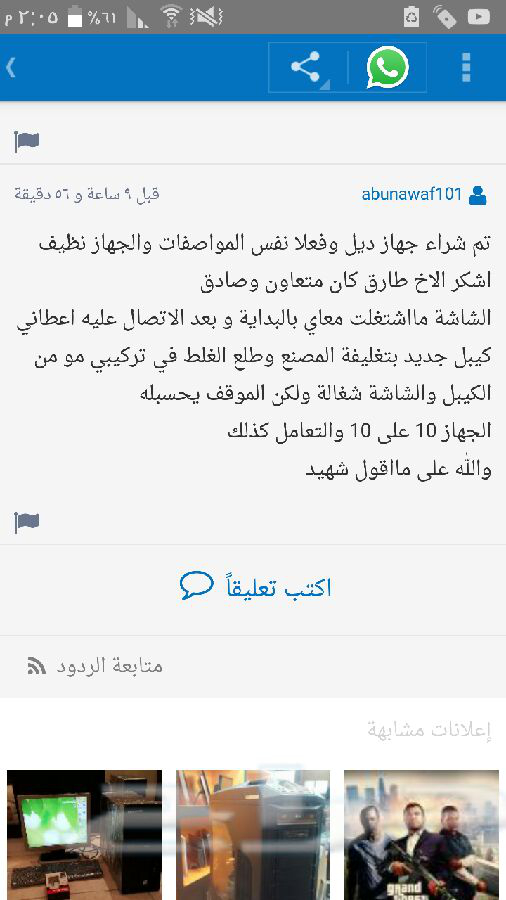 ٢:٠٥ م ٦١%
abunawaf101
قبل ٩ ساعة و ٥٦ دقيقة
تم شراء جهاز ديل وفعلا نفس المواصفات والجهاز نظيف
اشكر الاخ طارق كان متعاون وصادق
الشاشة مااشتغلت معاي بالبداية و بعد الاتصال عليه اعطاني
كيبل جديد بتغليفة المصنع وطلع الغلط في تركيبي مو من
الكيبل والشاشة شغالة ولكن الموقف يحسبله
الجهاز 10 على 10 والتعامل كذلك
والله على مااقول شهيد
اكتب تعليقاً
متابعة الردود
إعلانات مشابهة
grand